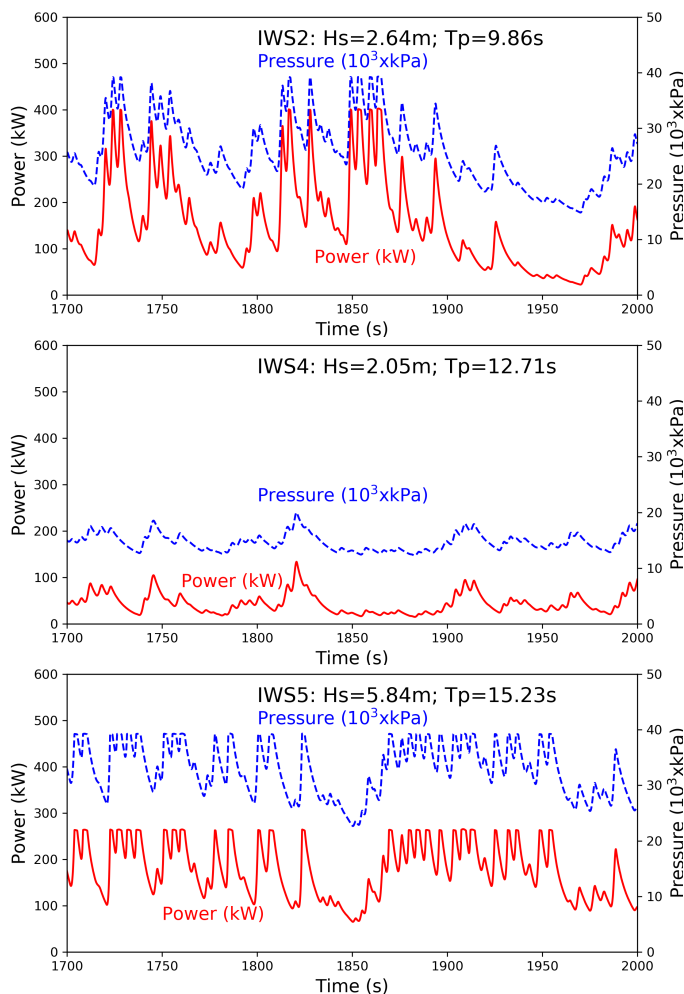 IWS2: Hs=2.64m; Tp=9.86s
Pressure (10³xkPa)
Power (kW)
600
500
400
300
200
100
0
50
40
30
20
10
0
Power (kW)
Pressure (10³xkPa)
1700 1750 1800 1850 1900 1950 2000
Time (s)
IWS4: Hs=2.05m; Tp=12.71s
Pressure (10³xkPa)
Power (kW)
600
500
400
300
200
100
0
50
40
30
20
10
0
Power (kW)
Pressure (10³xkPa)
1700 1750 1800 1850 1900 1950 2000
Time (s)
IWS5: Hs=5.84m; Tp=15.23s
Pressure (10³xkPa)
Power (kW)
600
500
400
300
200
100
0
50
40
30
20
10
0
Power (kW)
Pressure (10³xkPa)
1700 1750 1800 1850 1900 1950 2000
Time (s)